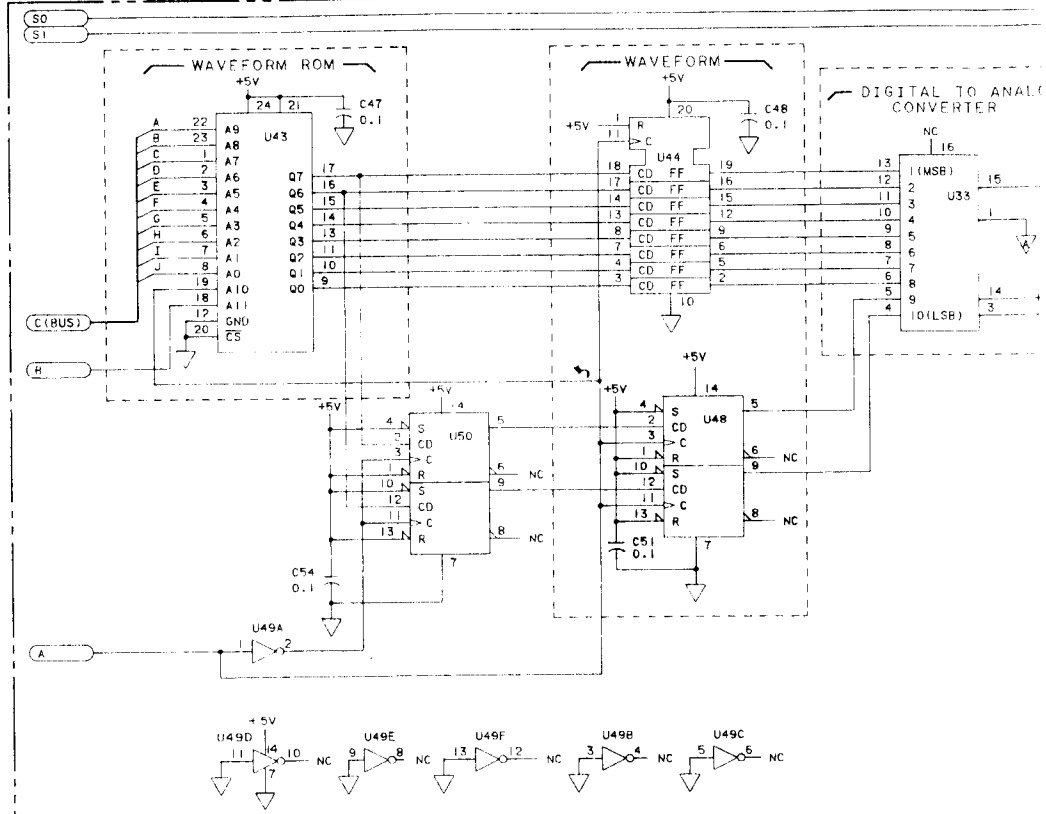 S0
S1
WAVEFORM ROM
+5V
24 21
C47
0.1
U43
A 22 A9
B 23 A8
C 1 A7
D 2 A6
E 3 A5
F 4 A4
G 5 A3
H 6 A2
I 7 A1
J 8 A0
19 A10
18 A11
12 GND
20 CS
Q7 17
Q6 16
Q5 15
Q4 14
Q3 13
Q2 11
Q1 10
Q0 9
C(BUS)
WAVEFORM
+5V
20
C48
0.1
+5V 1 R
11 C
U44
18 CD FF 19
17 CD FF 16
14 CD FF 15
13 CD FF 12
8 CD FF 9
7 CD FF 6
4 CD FF 5
3 CD FF 2
10
DIGITAL TO ANALO
CONVERTER
NC
16
U33
13 1(MSB)
12 2
11 3
10 4
9 5
8 6
7 7
6 8
5 9
4 10(LSB)
15
1
A
14
3
+
+5V
+5V
4 S
CD
3 C
1 R
10 S
12 CD
11 C
13 R
U50
5
6 NC
9
8 NC
7
C54
0.1
+5V
+5V
14
4 S
2 CD
3 C
1 R
10 S
12 CD
11 C
13 R
U48
5
6 NC
9
8 NC
7
C51
0.1
A
U49A
1 2
U49D
+5V
11 14 10 NC
7
U49E
9 8 NC
U49F
13 12 NC
U49B
3 4 NC
U49C
5 6 NC